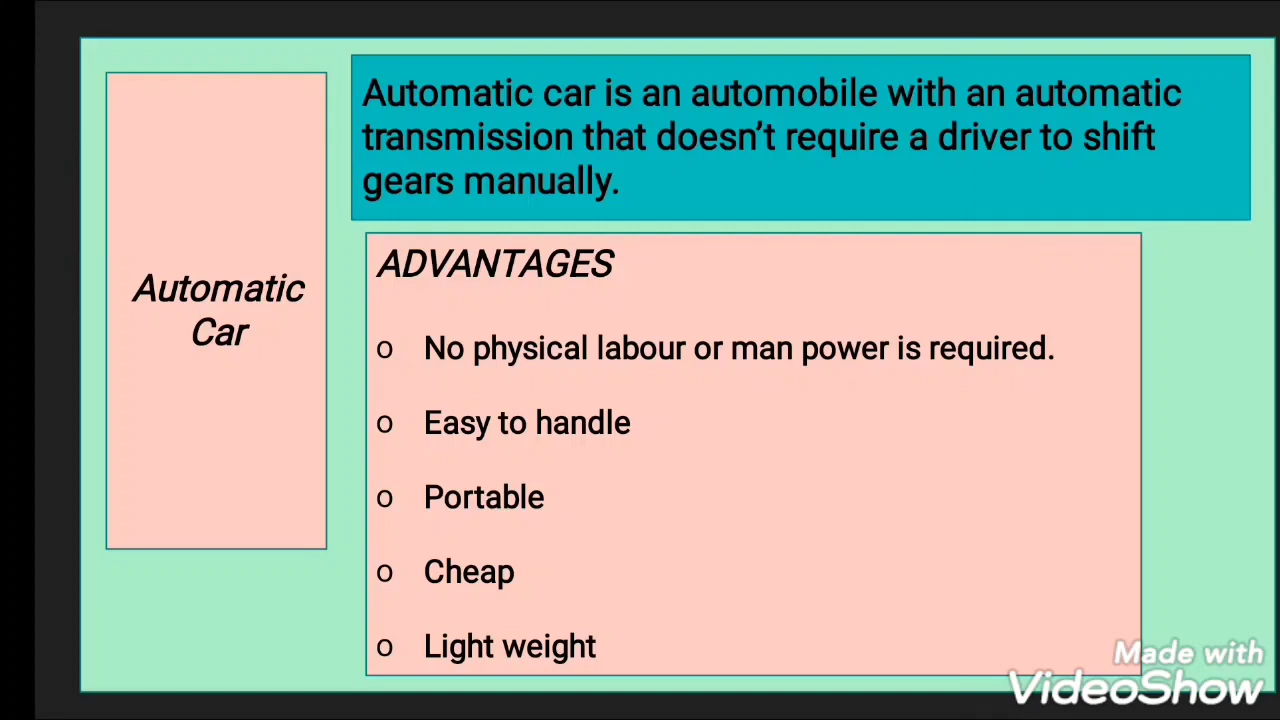 Automatic car is an automobile with an automatic
transmission that doesn’t require a driver to shift
gears manually.
Automatic
Car
ADVANTAGES
o No physical labour or man power is required.
o Easy to handle
o Portable
o Cheap
o Light weight
Made with
VideoShow